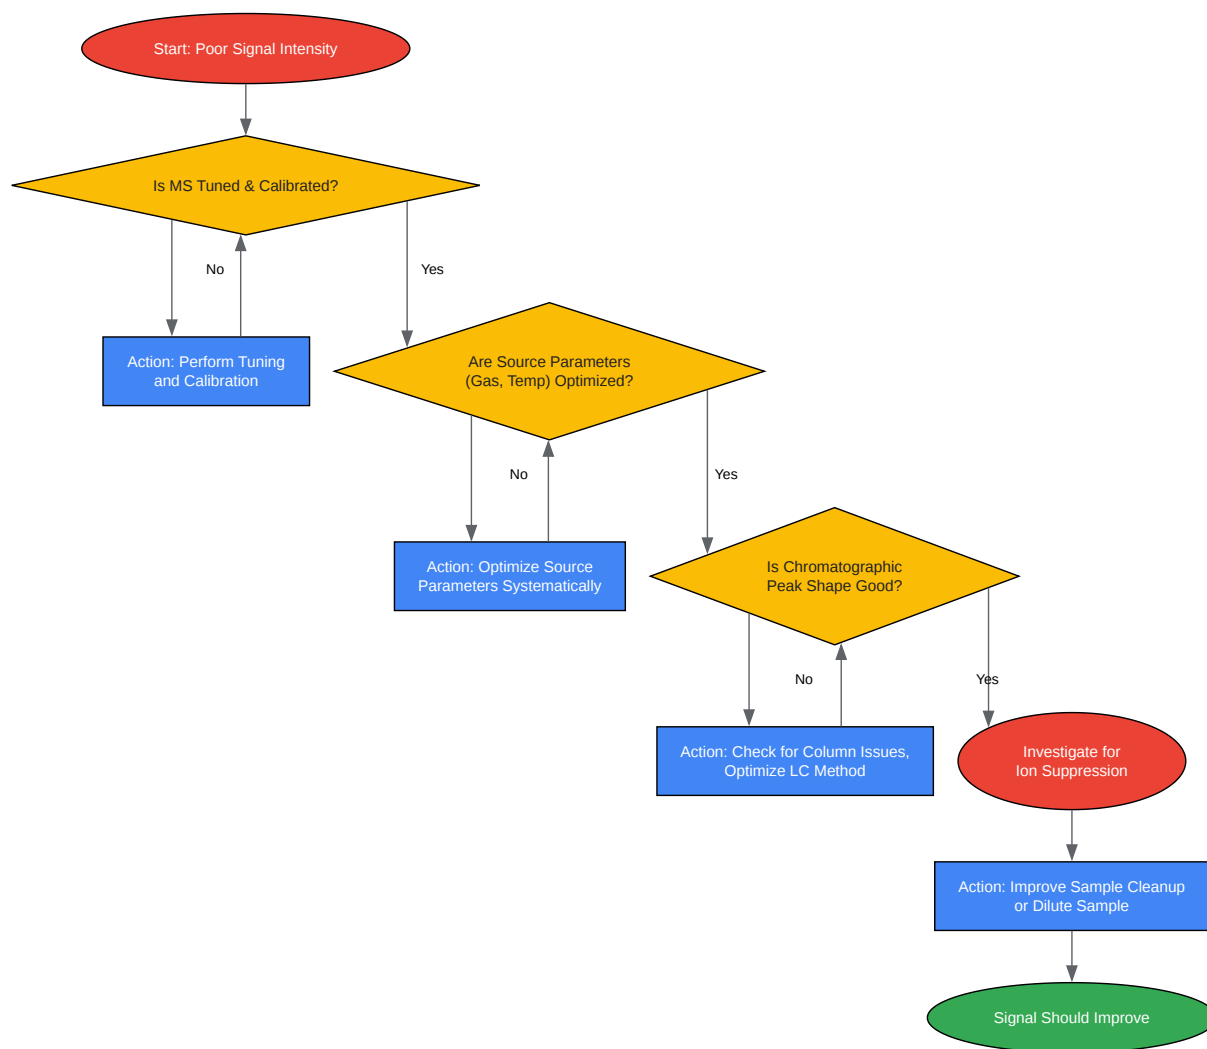 Start: Poor Signal Intensity
Is MS Tuned & Calibrated?
No
Yes
Action: Perform Tuning
and Calibration
Are Source Parameters
(Gas, Temp) Optimized?
No
Yes
Action: Optimize Source
Parameters Systematically
Is Chromatographic
Peak Shape Good?
No
Yes
Action: Check for Column Issues,
Optimize LC Method
Investigate for
Ion Suppression
Action: Improve Sample Cleanup
or Dilute Sample
Signal Should Improve